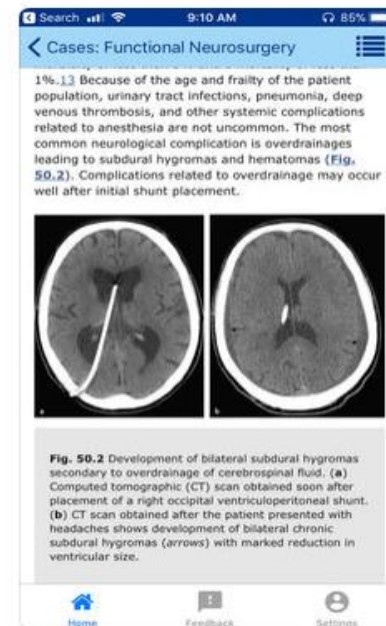 Search 9:10 AM 85%
Cases: Functional Neurosurgery
1%.13 Because of the age and frailty of the patient
population, urinary tract infections, pneumonia, deep
venous thrombosis, and other systemic complications
related to anesthesia are not uncommon. The most
common neurological complication is overdrainages
leading to subdural hygromas and hematomas (Fig.
50.2). Complications related to overdrainage may occur
well after initial shunt placement.
a b
Fig. 50.2 Development of bilateral subdural hygromas
secondary to overdrainage of cerebrospinal fluid. (a)
Computed tomographic (CT) scan obtained soon after
placement of a right occipital ventriculoperitoneal shunt.
(b) CT scan obtained after the patient presented with
headaches shows development of bilateral chronic
subdural hygromas (arrows) with marked reduction in
ventricular size.
Home Feedback Settings